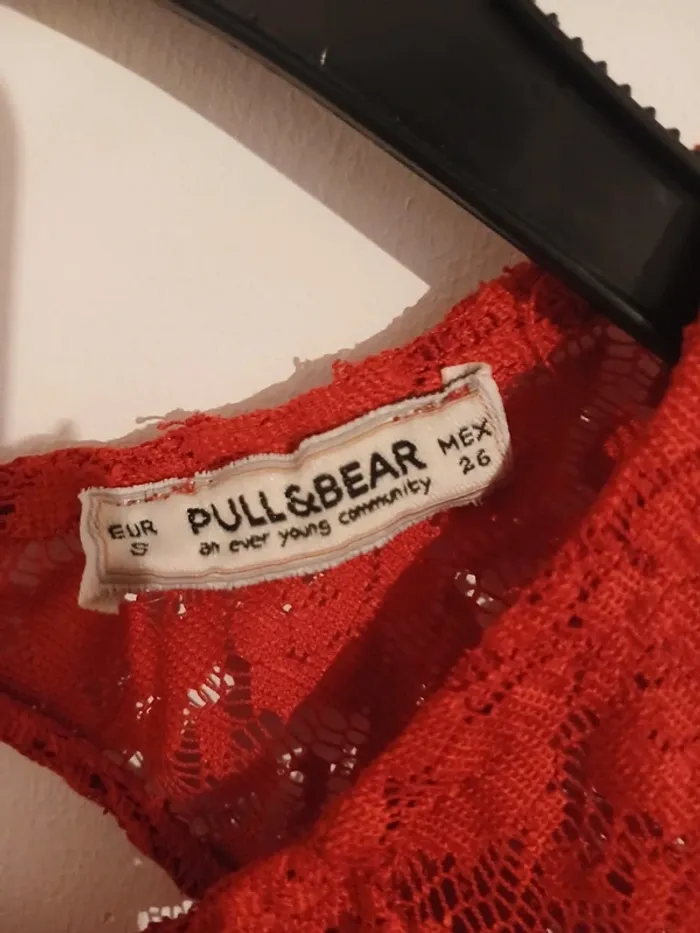 EUR
S
PULL&BEAR
an ever young community
MEX
26